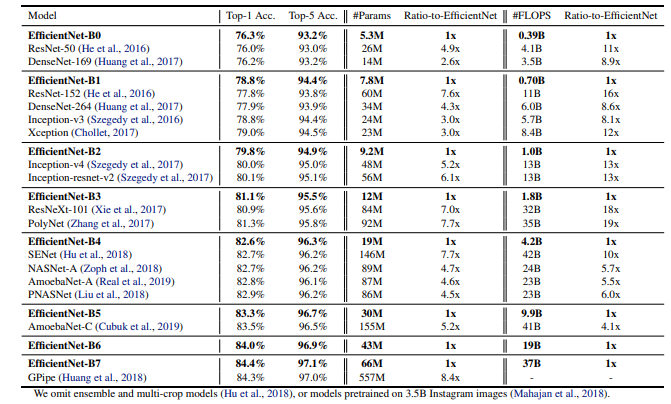 Model Top-1 Acc. Top-5 Acc. #Params Ratio-to-EfficientNet #FLOPS Ratio-to-EfficientNet
EfficientNet-B0 76.3% 93.2% 5.3M 1x 0.39B 1x
ResNet-50 (He et al., 2016) 76.0% 93.0% 26M 4.9x 4.1B 11x
DenseNet-169 (Huang et al., 2017) 76.2% 93.2% 14M 2.6x 3.5B 8.9x
EfficientNet-B1 78.8% 94.4% 7.8M 1x 0.70B 1x
ResNet-152 (He et al., 2016) 77.8% 93.8% 60M 7.6x 11B 16x
DenseNet-264 (Huang et al., 2017) 77.9% 93.9% 34M 4.3x 6.0B 8.6x
Inception-v3 (Szegedy et al., 2016) 78.8% 94.4% 24M 3.0x 5.7B 8.1x
Xception (Chollet, 2017) 79.0% 94.5% 23M 3.0x 8.4B 12x
EfficientNet-B2 79.8% 94.9% 9.2M 1x 1.0B 1x
Inception-v4 (Szegedy et al., 2017) 80.0% 95.0% 48M 5.2x 13B 13x
Inception-resnet-v2 (Szegedy et al., 2017) 80.1% 95.1% 56M 6.1x 13B 13x
EfficientNet-B3 81.1% 95.5% 12M 1x 1.8B 1x
ResNeXt-101 (Xie et al., 2017) 80.9% 95.6% 84M 7.0x 32B 18x
PolyNet (Zhang et al., 2017) 81.3% 95.8% 92M 7.7x 35B 19x
EfficientNet-B4 82.6% 96.3% 19M 1x 4.2B 1x
SENet (Hu et al., 2018) 82.7% 96.2% 146M 7.7x 42B 10x
NASNet-A (Zoph et al., 2018) 82.7% 96.2% 89M 4.7x 24B 5.7x
AmoebaNet-A (Real et al., 2019) 82.8% 96.1% 87M 4.6x 23B 5.5x
PNASNet (Liu et al., 2018) 82.9% 96.2% 86M 4.5x 23B 6.0x
EfficientNet-B5 83.3% 96.7% 30M 1x 9.9B 1x
AmoebaNet-C (Cubuk et al., 2019) 83.5% 96.5% 155M 5.2x 41B 4.1x
EfficientNet-B6 84.0% 96.9% 43M 1x 19B 1x
EfficientNet-B7 84.4% 97.1% 66M 1x 37B 1x
GPipe (Huang et al., 2018) 84.3% 97.0% 557M 8.4x - -
We omit ensemble and multi-crop models (Hu et al., 2018), or models pretrained on 3.5B Instagram images (Mahajan et al., 2018).